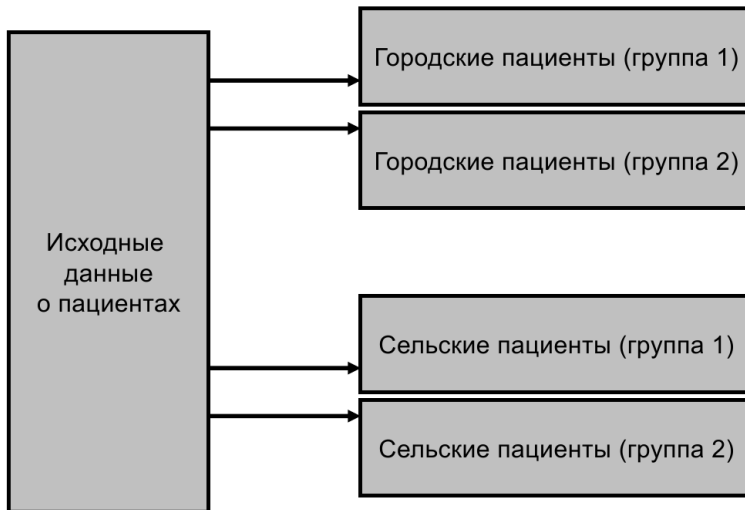 Городские пациенты (группа 1)
Городские пациенты (группа 2)
Исходные
данные
о пациентах
Сельские пациенты (группа 1)
Сельские пациенты (группа 2)